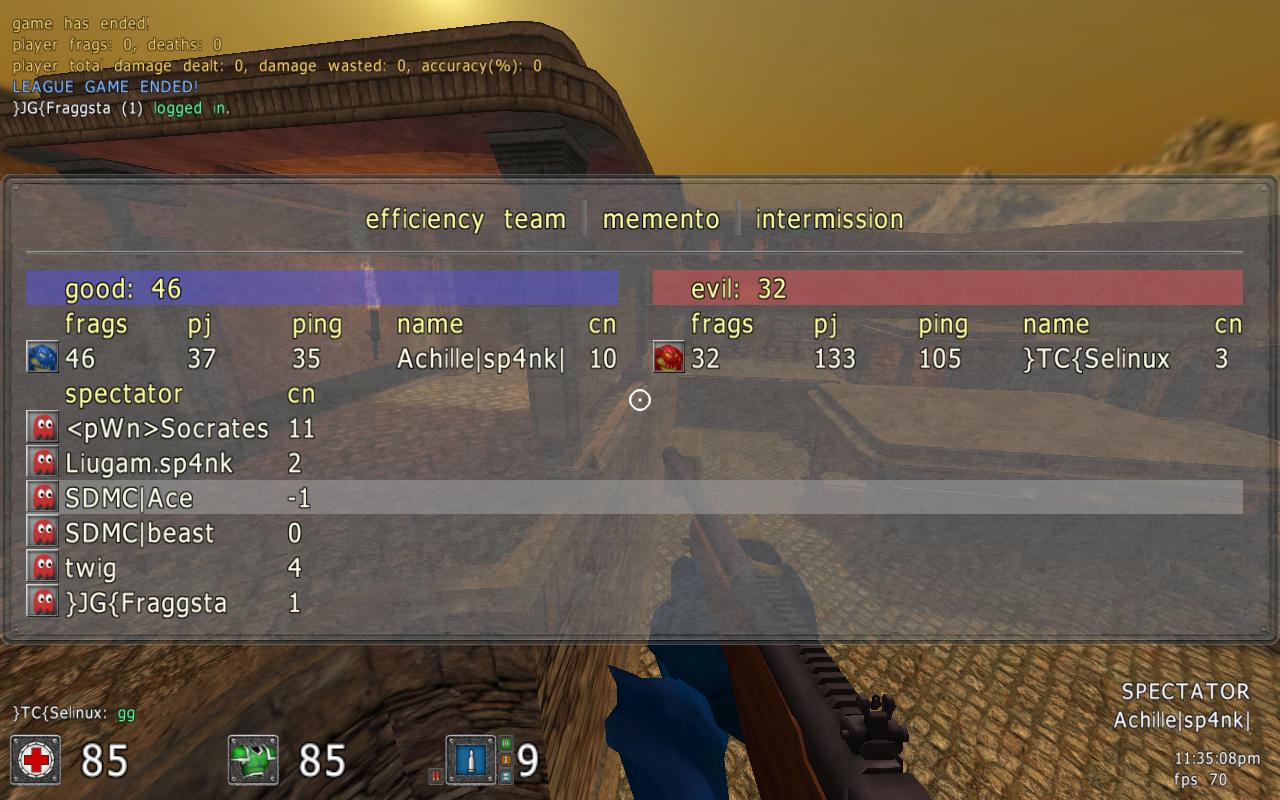 game has ended!
player frags: 0, deaths: 0
player total damage dealt: 0, damage wasted: 0, accuracy(%): 0
LEAGUE GAME ENDED!
}JG{Fraggsta (1) logged in.
efficiency team | memento | intermission
good: 46
frags pj ping name cn
46 37 35 Achille|sp4nk| 10
evil: 32
frags pj ping name cn
32 133 105 }TC{Selinux 3
spectator cn
<pWn>Socrates 11
Liugam.sp4nk 2
SDMC|Ace -1
SDMC|beast 0
twig 4
}JG{Fraggsta 1
}TC{Selinux: gg
85 85 9
SPECTATOR
Achille|sp4nk|
11:35:08pm
fps 70